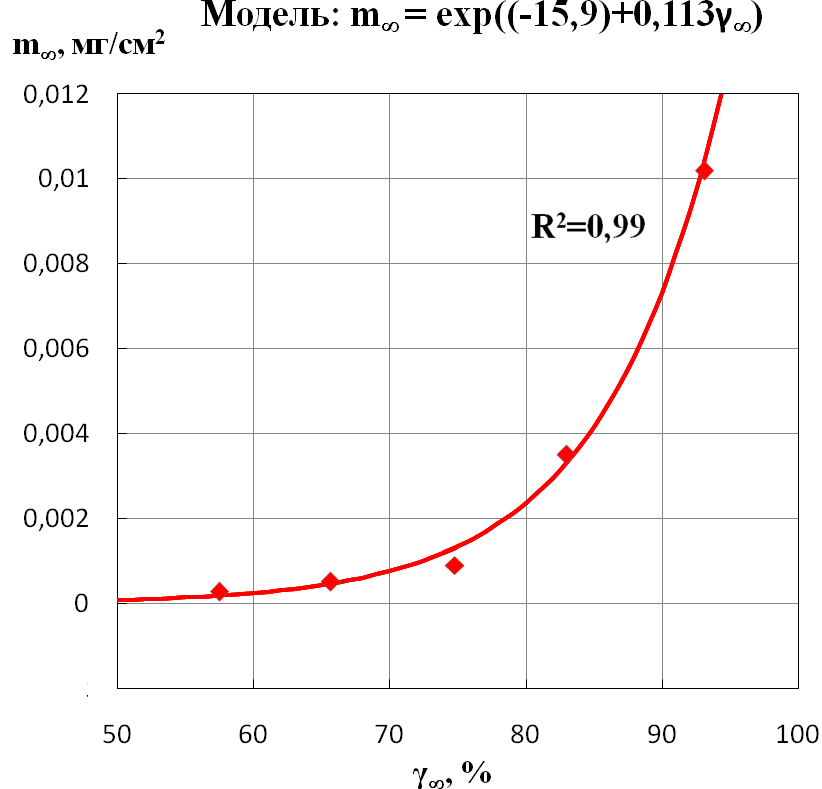 Модель: m∞ = exp((-15,9)+0,113γ∞)
m∞, мг/см²
0,012
0,01
0,008
0,006
0,004
0,002
0
R²=0,99
50 60 70 80 90 100
γ∞, %